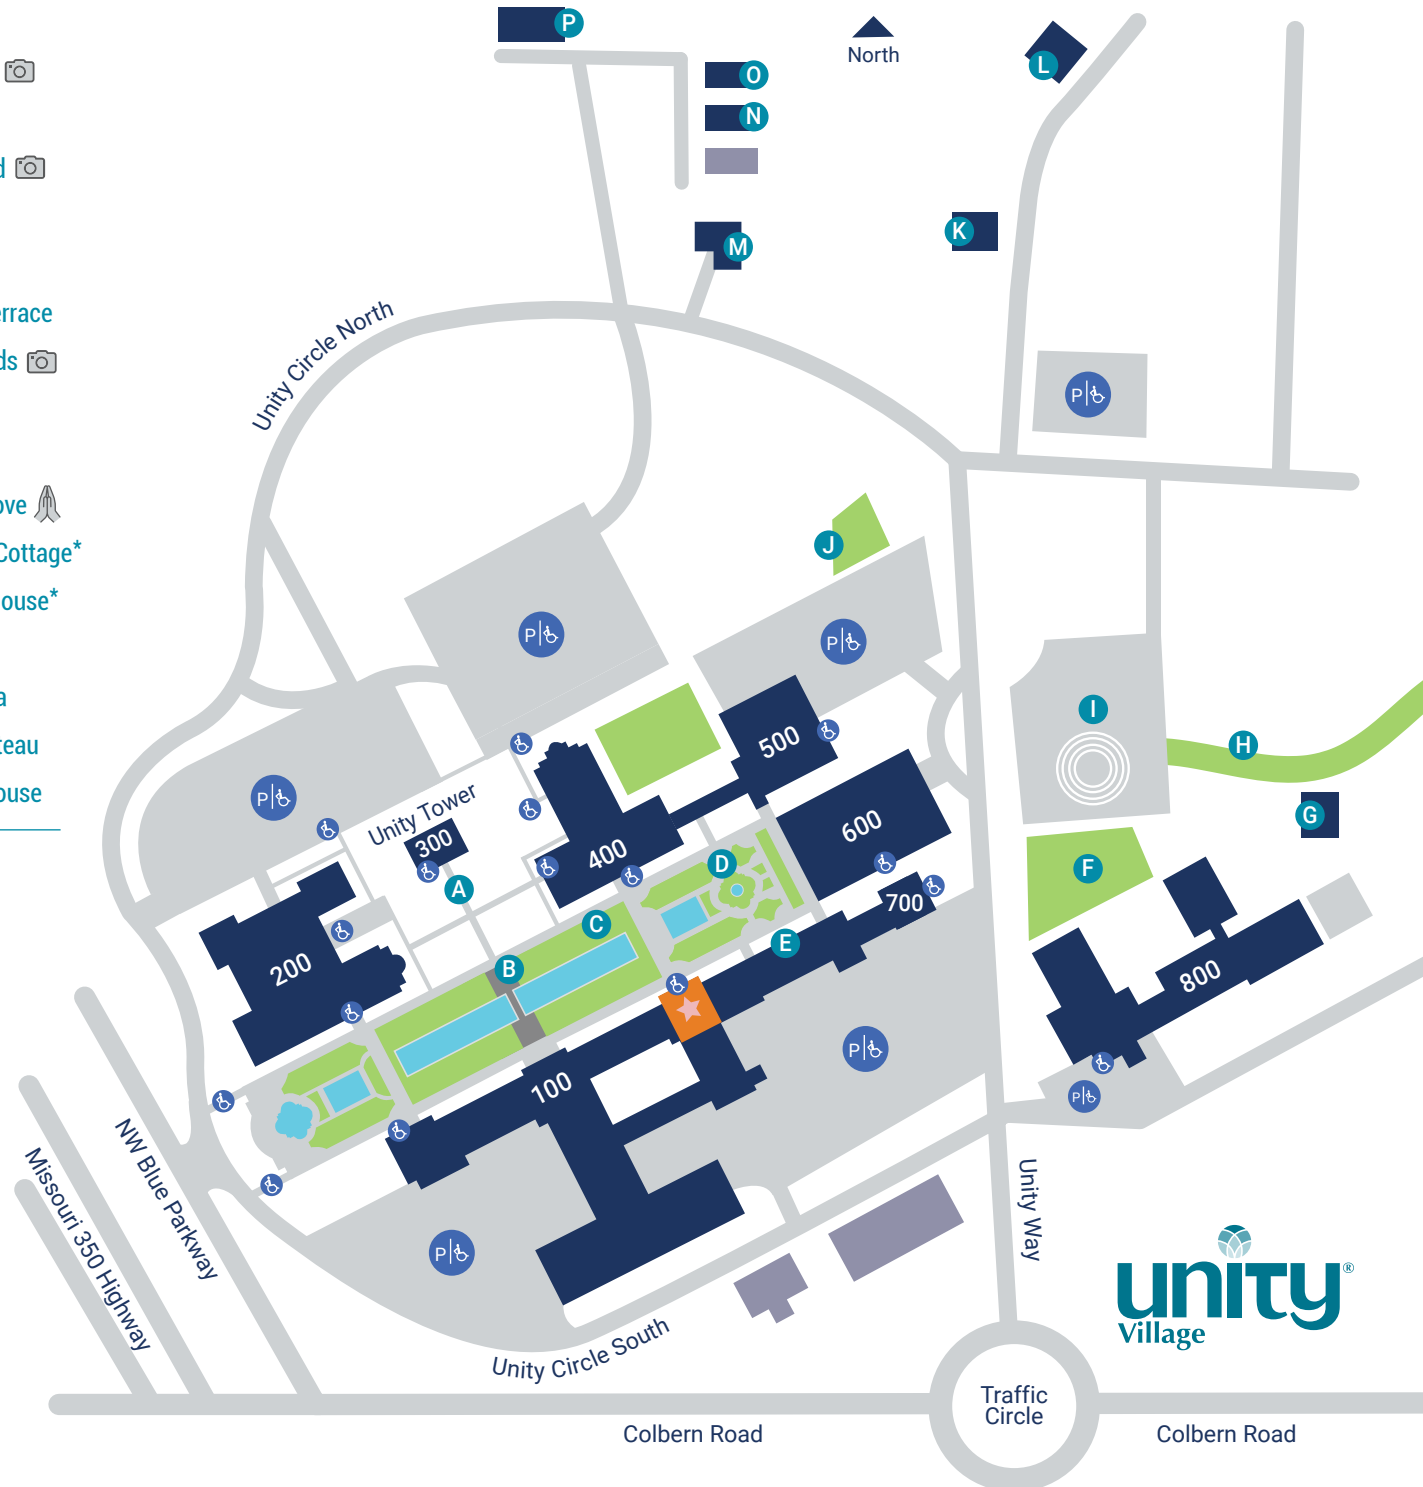 P
O
N
North
L
d
M
K
Unity Circle North
errace
ds
P
ove
Cottage*
ouse*
J
P
P
a
I
teau
H
ouse
P
500
G
Unity Tower
300
600
400
D
F
A
700
C
E
200
B
800
P
100
P
P
NW Blue Parkway
Missouri 350 Highway
Unity Way
unity®
Village
Unity Circle South
Traffic
Circle
Colbern Road
Colbern Road